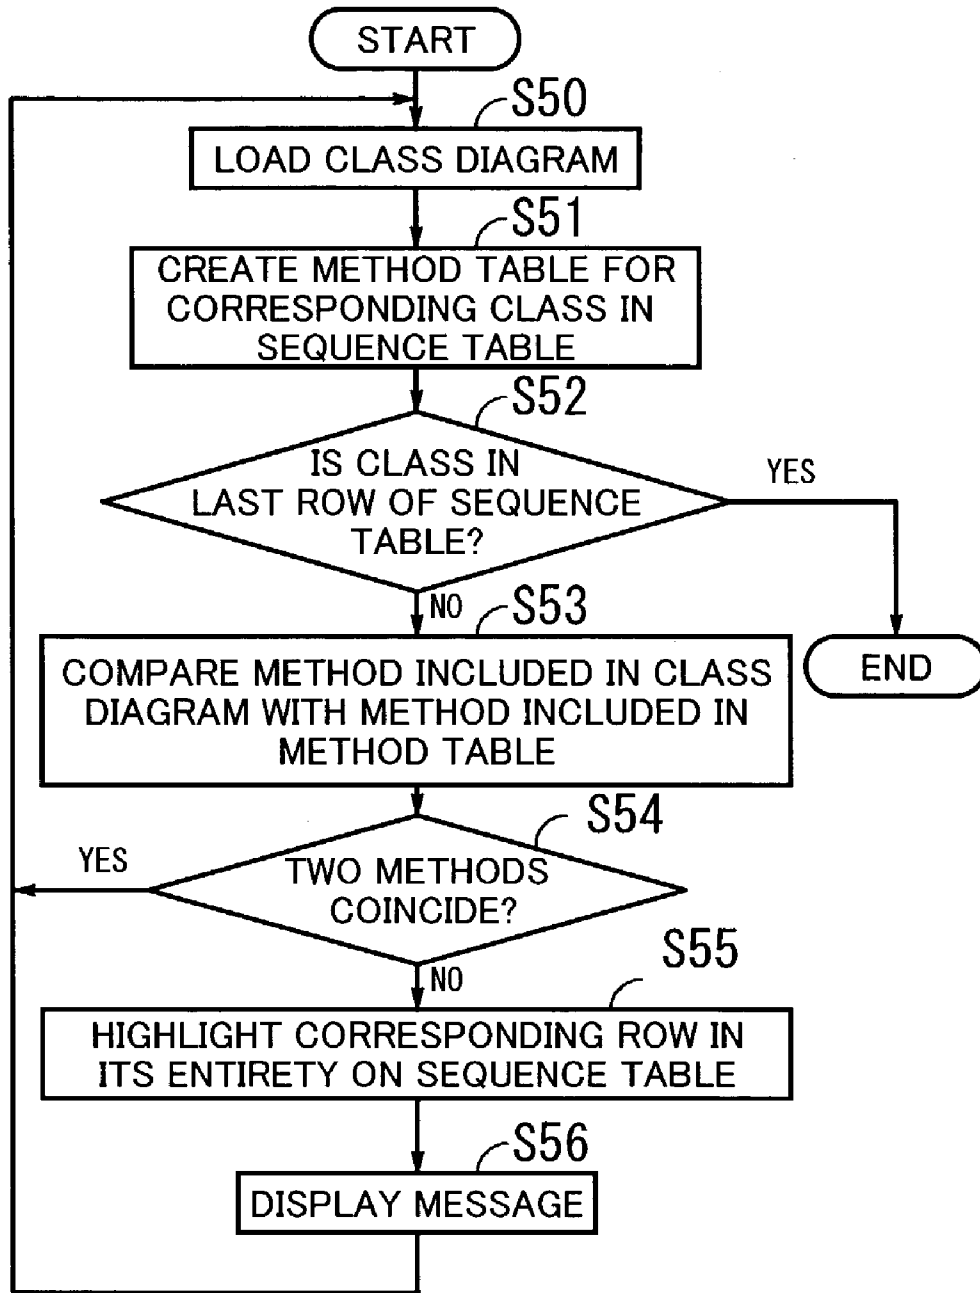 START
S50
LOAD CLASS DIAGRAM
S51
CREATE METHOD TABLE FOR
CORRESPONDING CLASS IN
SEQUENCE TABLE
S52
IS CLASS IN
LAST ROW OF SEQUENCE
TABLE?
YES
NO
S53
COMPARE METHOD INCLUDED IN CLASS
DIAGRAM WITH METHOD INCLUDED IN
METHOD TABLE
END
S54
YES
TWO METHODS
COINCIDE?
NO
S55
HIGHLIGHT CORRESPONDING ROW IN
ITS ENTIRETY ON SEQUENCE TABLE
S56
DISPLAY MESSAGE